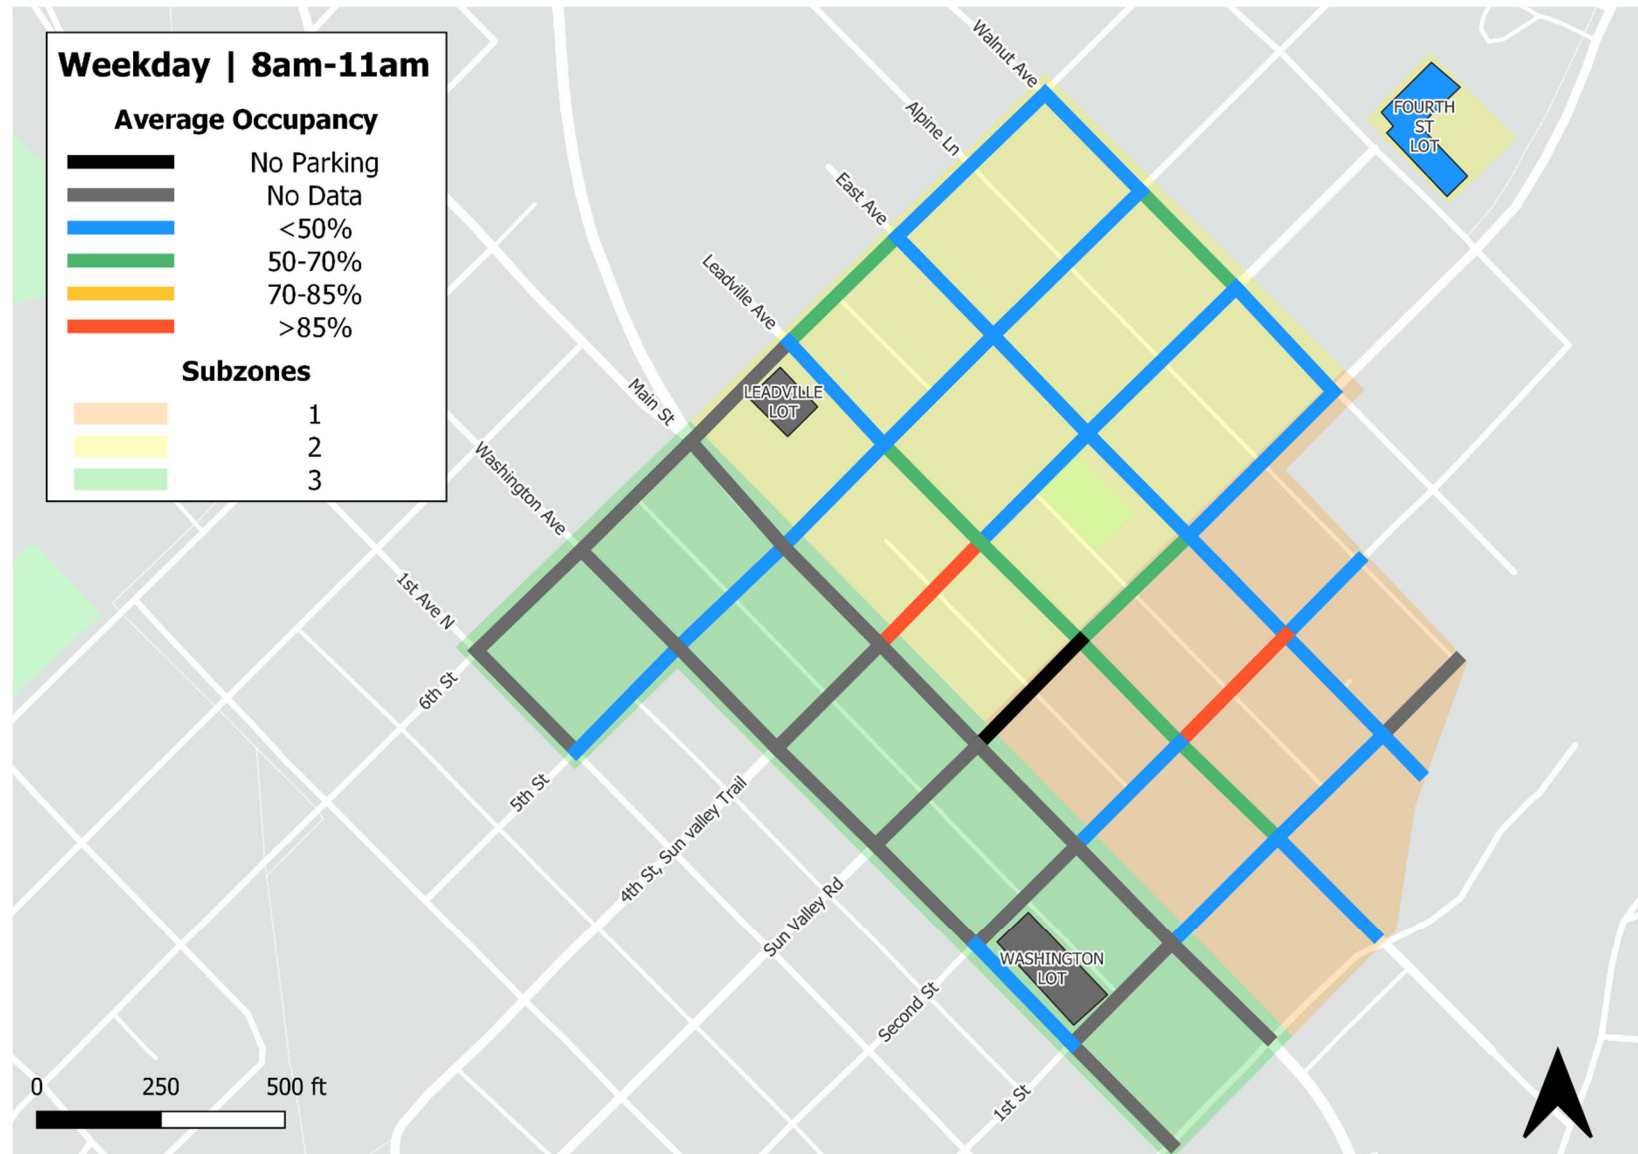 Weekday | 8am-11am
Average Occupancy
No Parking
No Data
<50%
50-70%
70-85%
>85%
Subzones
1
2
3
Walnut Ave
Alpine Ln
East Ave
Leadville Ave
Main St
Washington Ave
1st Ave N
6th St
5th St
4th St, Sun valley Trail
Sun Valley Rd
Second St
1st St
FOURTH
ST
LOT
LEADVILLE
LOT
WASHINGTON
LOT
0 250 500 ft